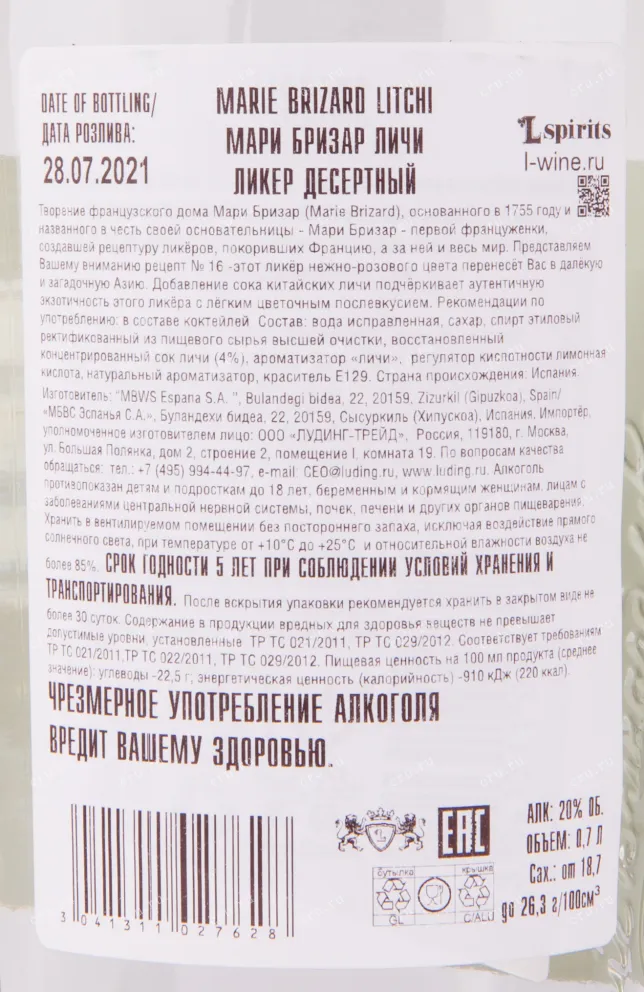 DATE OF BOTTLING/
ДАТА РОЗЛИВА:
28.07.2021
MARIE BRIZARD LITCHI
МАРИ БРИЗАР ЛИЧИ
ЛИКЕР ДЕСЕРТНЫЙ
L spirits
l-wine.ru
Творение французского дома Мари Бризар (Marie Brizard), основанного в 1755 году и
названного в честь своей основательницы - Мари Бризар - первой француженки,
создавшей рецептуру ликёров, покоривших Францию, а за ней и весь мир. Представляем
Вашему вниманию рецепт № 16 -этот ликёр нежно-розового цвета перенесёт Вас в далёкую
и загадочную Азию. Добавление сока китайских личи подчёркивает аутентичную
экзотичность этого ликёра с лёгким цветочным послевкусием. Рекомендации по
употреблению: в составе коктейлей Состав: вода исправленная, сахар, спирт этиловый
ректификованный из пищевого сырья высшей очистки, восстановленный
концентрированный сок личи (4%), ароматизатор «личи», регулятор кислотности лимонная
кислота, натуральный ароматизатор, краситель Е129. Страна происхождения: Испания.
Изготовитель: "MBWS Espana S.A. ", Bulandegi bidea, 22, 20159, Zizurkil (Gipuzkoa), Spain/
«МБВС Эспанья С.А.», Буландехи бидеа, 22, 20159, Сысуркиль (Хипускоа), Испания. Импортёр,
уполномоченное изготовителем лицо: ООО «ЛУДИНГ-ТРЕЙД», Россия, 119180, г. Москва,
ул. Большая Полянка, дом 2, строение 2, помещение I, комната 19. По вопросам качества
обращаться: тел.: +7 (495) 994-44-97, e-mail: CEO@luding.ru, www.luding.ru. Алкоголь
противопоказан детям и подросткам до 18 лет, беременным и кормящим женщинам, лицам с
заболеваниями центральной нервной системы, почек, печени и других органов пищеварения.
Хранить в вентилируемом помещении без постороннего запаха, исключая воздействие прямого
солнечного света, при температуре от +10°С до +25°С и относительной влажности воздуха не
более 85%. СРОК ГОДНОСТИ 5 ЛЕТ ПРИ СОБЛЮДЕНИИ УСЛОВИЙ ХРАНЕНИЯ И
ТРАНСПОРТИРОВАНИЯ. После вскрытия упаковки рекомендуется хранить в закрытом виде не
более 30 суток. Содержание в продукции вредных для здоровья веществ не превышает
допустимые уровни, установленные ТР ТС 021/2011, ТР ТС 029/2012. Соответствует требованиям
ТР ТС 021/2011,ТР ТС 022/2011, ТР ТС 029/2012. Пищевая ценность на 100 мл продукта (среднее
значение): углеводы -22,5 г; энергетическая ценность (калорийность) -910 кДж (220 ккал).
ЧРЕЗМЕРНОЕ УПОТРЕБЛЕНИЕ АЛКОГОЛЯ
ВРЕДИТ ВАШЕМУ ЗДОРОВЬЮ.
3 041311 027628
L
EAC
бутылка
GL
крышка
C/ALU
АЛК: 20% ОБ.
ОБЪЕМ: 0,7 Л
Сах.: от 18,7
до 26,3 г/100см³